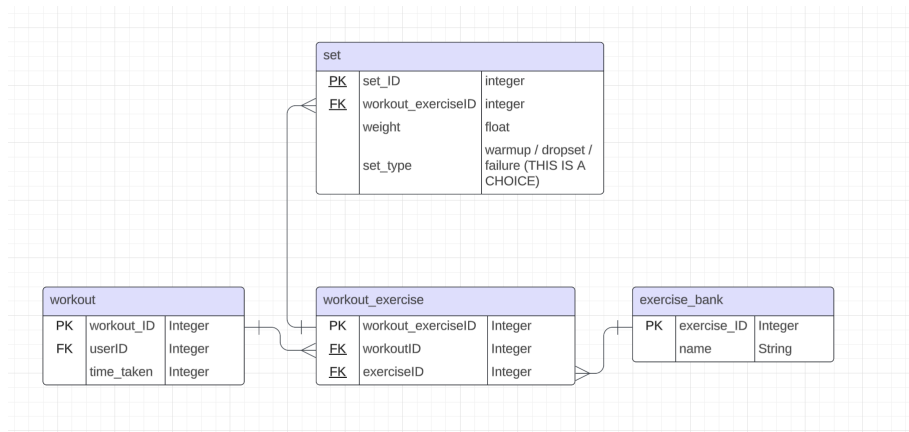 set
PK set_ID integer
FK workout_exerciseID integer
weight float
set_type warmup / dropset /
failure (THIS IS A
CHOICE)
workout
PK workout_ID Integer
FK userID Integer
time_taken Integer
workout_exercise
PK workout_exerciseID Integer
FK workoutID Integer
FK exerciseID Integer
exercise_bank
PK exercise_ID Integer
name String